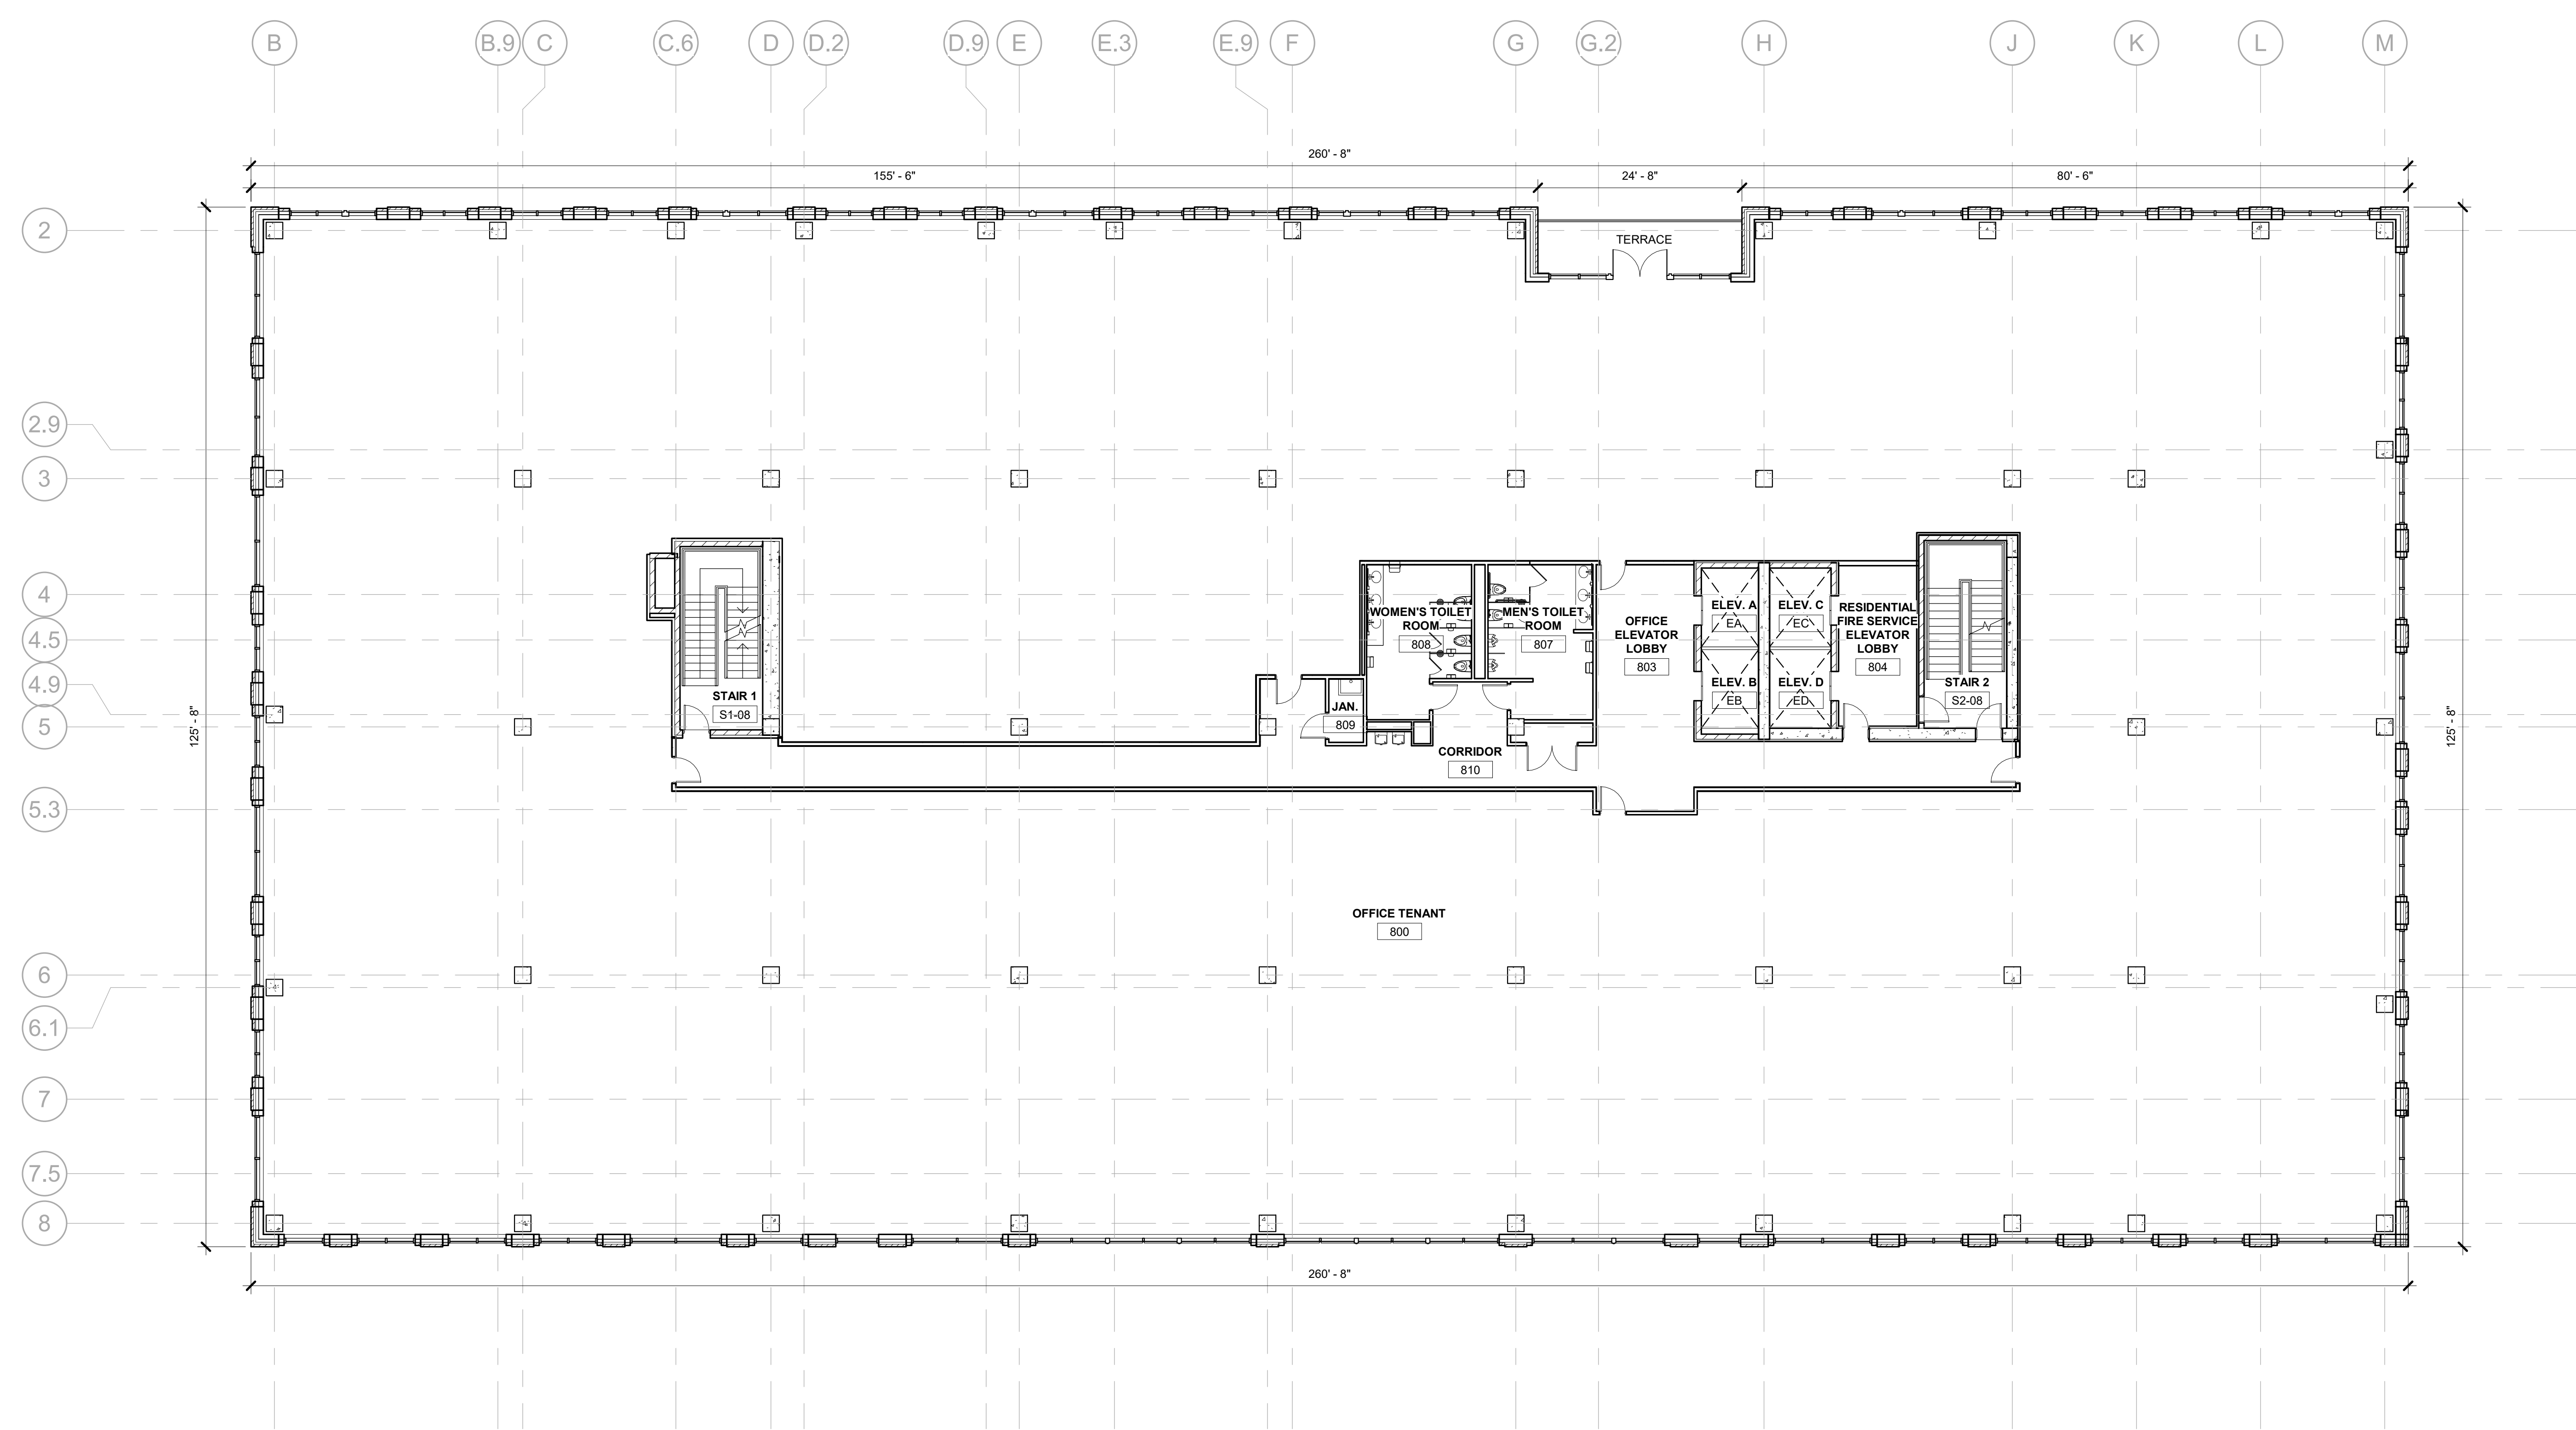 B
B.9
C
C.6
D
D.2
D.9
E
E.3
E.9
F
G
G.2
H
J
K
L
M
260' - 8"
155' - 6"
24' - 8"
80' - 6"
2
TERRACE
2.9
3
4
4.5
4.9
5
5.3
6
6.1
7
7.5
8
125' - 8"
125' - 8"
STAIR 1
S1-08
WOMEN'S TOILET
ROOM
808
MEN'S TOILET
ROOM
807
JAN.
809
CORRIDOR
810
OFFICE
ELEVATOR
LOBBY
803
ELEV. A
EA
ELEV. C
EC
ELEV. B
EB
ELEV. D
ED
RESIDENTIAL
FIRE SERVICE
ELEVATOR
LOBBY
804
STAIR 2
S2-08
OFFICE TENANT
800
260' - 8"